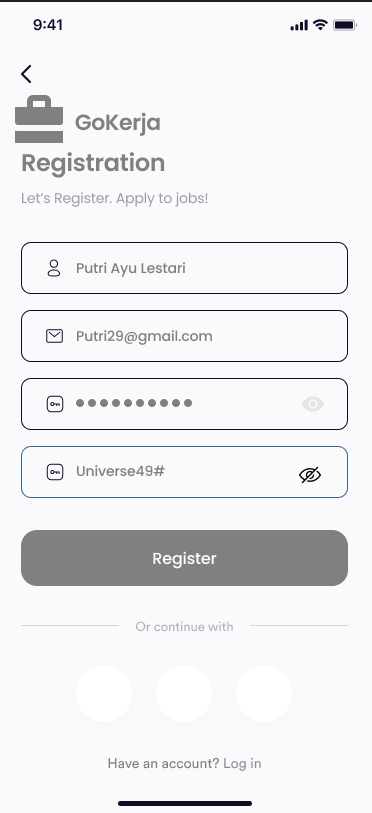 9:41
GoKerja
Registration
Let's Register. Apply to jobs!
Putri Ayu Lestari
Putri29@gmail.com
Universe49#
Register
Or continue with
Have an account? Log in